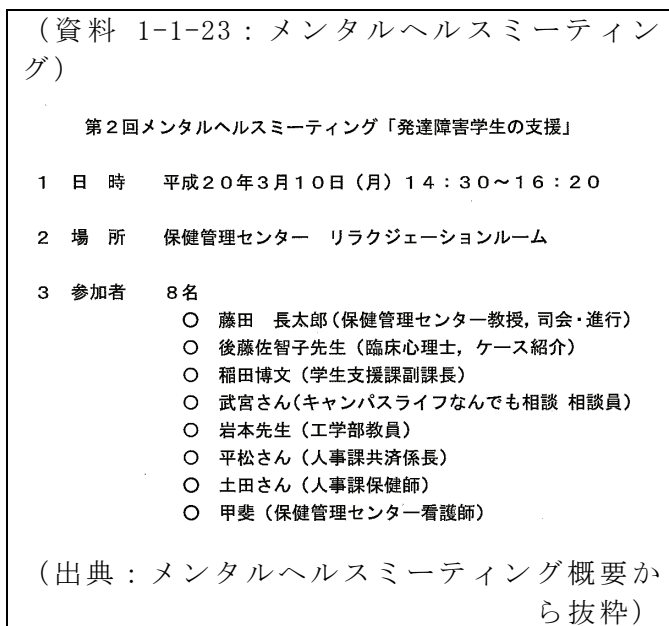 （資料 1-1-23：メンタルヘルスミーティン
グ）
第２回メンタルヘルスミーティング「発達障害学生の支援」
１ 日　時　平成２０年３月１０日（月）１４：３０～１６：２０
２ 場　所　保健管理センター　リラクジェーションルーム
３ 参加者　８名
○ 藤田　長太郎（保健管理センター教授，司会・進行）
○ 後藤佐智子先生（臨床心理士，ケース紹介）
○ 稲田博文（学生支援課副課長）
○ 武宮さん（キャンパスライフなんでも相談 相談員）
○ 岩本先生（工学部教員）
○ 平松さん（人事課共済係長）
○ 土田さん（人事課保健師）
○ 甲斐（保健管理センター看護師）
（出典：メンタルヘルスミーティング概要か
ら抜粋）